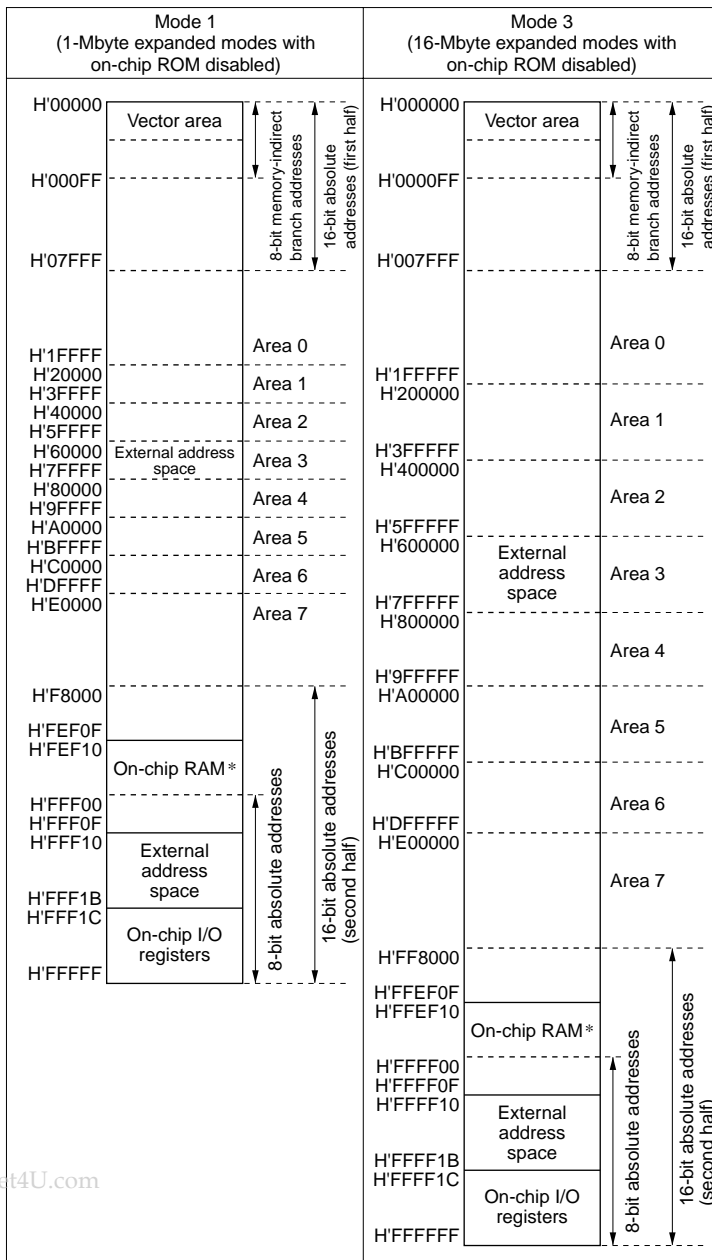 Mode 1
(1-Mbyte expanded modes with
on-chip ROM disabled)
H'00000
Vector area
H'000FF
H'07FFF
8-bit memory-indirect
branch addresses
16-bit absolute
addresses (first half)
H'1FFFF
Area 0
H'20000
H'3FFFF
Area 1
H'40000
H'5FFFF
Area 2
H'60000
H'7FFFF
External address
space
Area 3
H'80000
H'9FFFF
Area 4
H'A0000
H'BFFFF
Area 5
H'C0000
H'DFFFF
Area 6
H'E0000
Area 7
H'F8000
H'FEF0F
H'FEF10
On-chip RAM*
H'FFF00
H'FFF0F
H'FFF10
External
address
space
H'FFF1B
H'FFF1C
On-chip I/O
registers
H'FFFFF
8-bit absolute addresses
16-bit absolute addresses
(second half)
Mode 3
(16-Mbyte expanded modes with
on-chip ROM disabled)
H'000000
Vector area
H'0000FF
H'007FFF
8-bit memory-indirect
branch addresses
16-bit absolute
addresses (first half)
Area 0
H'1FFFFF
H'200000
Area 1
H'3FFFFF
H'400000
Area 2
H'5FFFFF
H'600000
External
address
space
Area 3
H'7FFFFF
H'800000
Area 4
H'9FFFFF
H'A00000
Area 5
H'BFFFFF
H'C00000
Area 6
H'DFFFFF
H'E00000
Area 7
H'FF8000
H'FFEF0F
H'FFEF10
On-chip RAM*
H'FFFF00
H'FFFF0F
H'FFFF10
External
address
space
H'FFFF1B
H'FFFF1C
On-chip I/O
registers
H'FFFFFF
8-bit absolute addresses
16-bit absolute addresses
(second half)
et4U.com